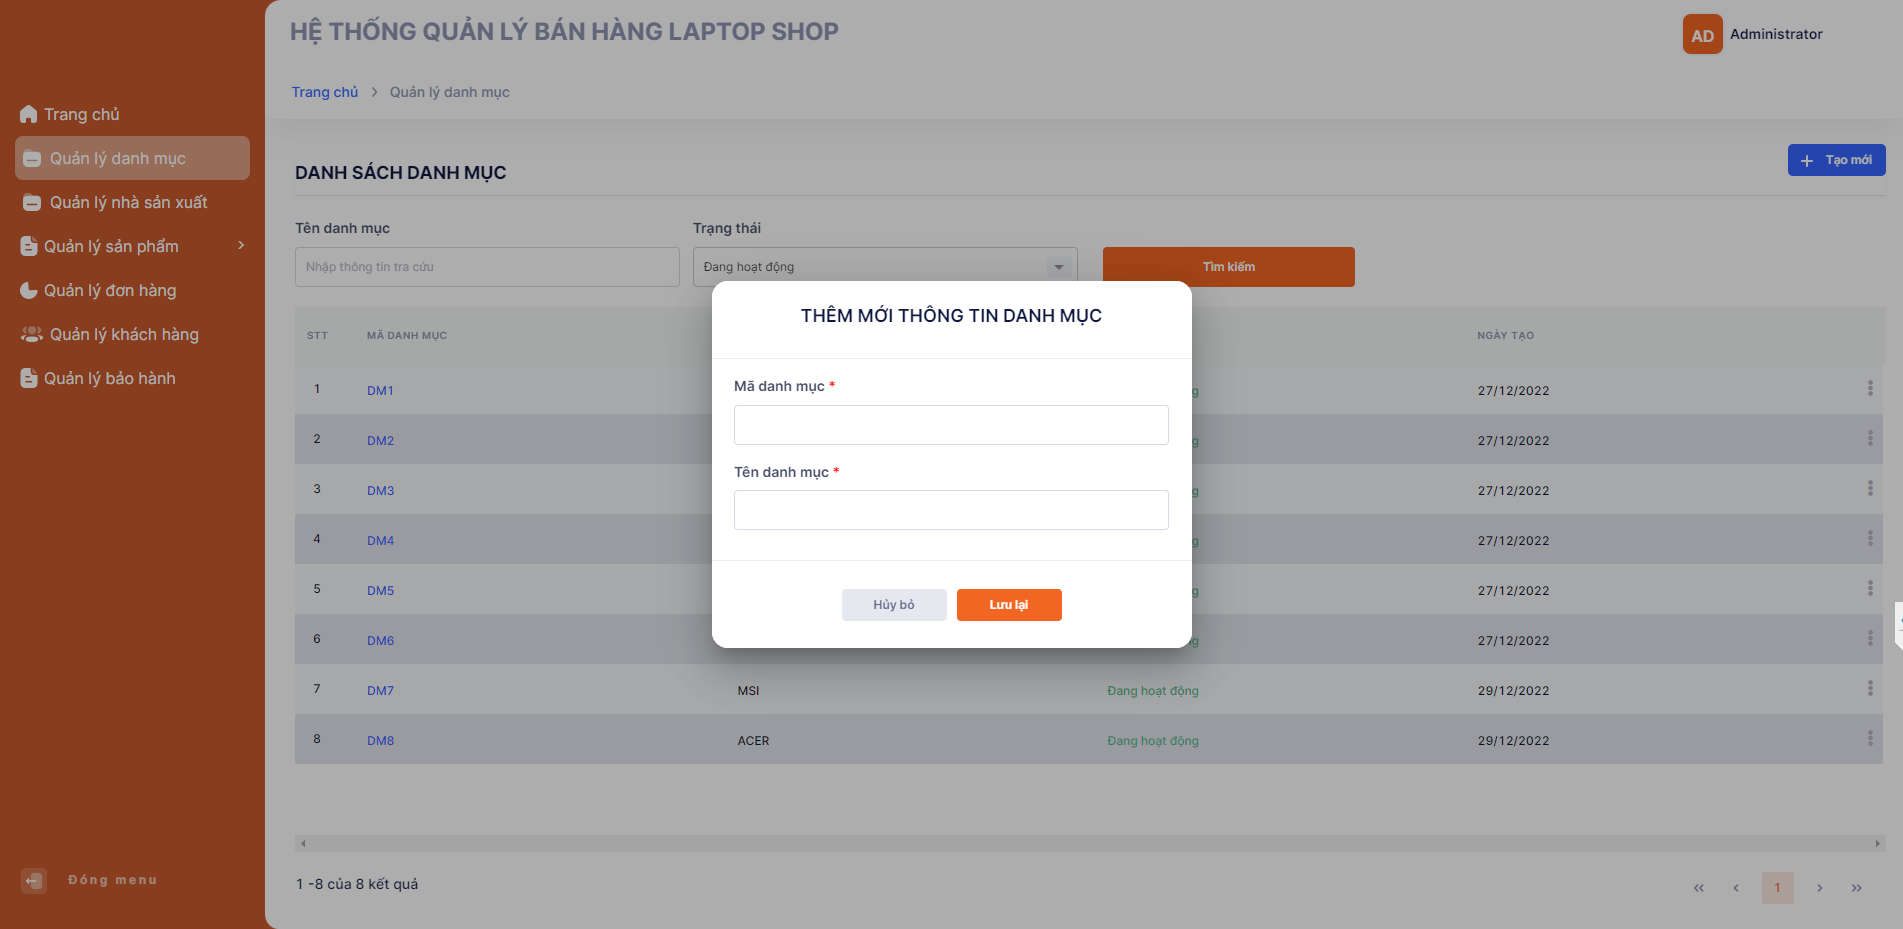 HỆ THỐNG QUẢN LÝ BÁN HÀNG LAPTOP SHOP
AD Administrator
Trang chủ > Quản lý danh mục
Trang chủ
Quản lý danh mục
Quản lý nhà sản xuất
Quản lý sản phẩm
Quản lý đơn hàng
Quản lý khách hàng
Quản lý bảo hành
Đóng menu
DANH SÁCH DANH MỤC
+ Tạo mới
Tên danh mục
Trạng thái
Nhập thông tin tra cứu
Đang hoạt động
Tìm kiếm
STT MÃ DANH MỤC NGÀY TẠO
1 DM1 27/12/2022
2 DM2 27/12/2022
3 DM3 27/12/2022
4 DM4 27/12/2022
5 DM5 27/12/2022
6 DM6 27/12/2022
7 DM7 MSI Đang hoạt động 29/12/2022
8 DM8 ACER Đang hoạt động 29/12/2022
THÊM MỚI THÔNG TIN DANH MỤC
Mã danh mục *
Tên danh mục *
Hủy bỏ
Lưu lại
1 -8 của 8 kết quả
« ‹ 1 › »